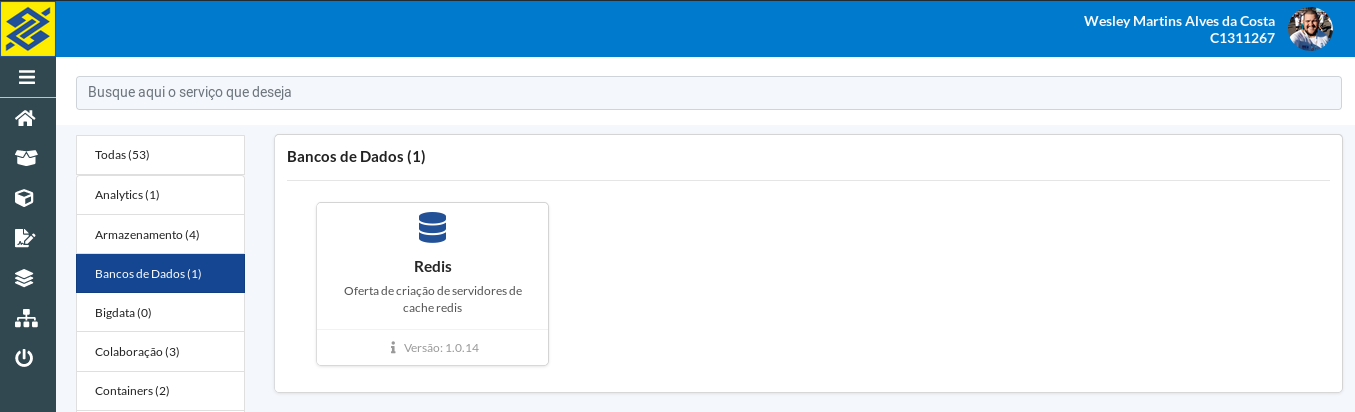 Wesley Martins Alves da Costa
C1311267
Busque aqui o serviço que deseja
Todas (53)
Analytics (1)
Armazenamento (4)
Bancos de Dados (1)
Bigdata (0)
Colaboração (3)
Containers (2)
Bancos de Dados (1)
Redis
Oferta de criação de servidores de
cache redis
Versão: 1.0.14